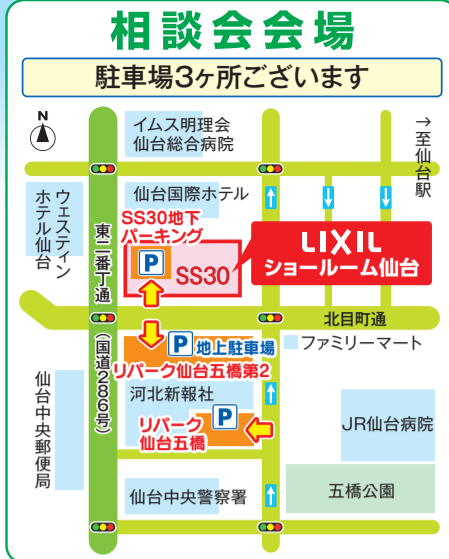 相談会会場
駐車場3ヶ所ございます
N
イムス明理会
仙台総合病院
→至仙台駅
ウェスティン
ホテル仙台
仙台国際ホテル
SS30地下
パーキング
P
SS30
LIXIL
ショールーム仙台
東二番丁通
(国道286号)
北目町通
P 地上駐車場
リパーク仙台五橋第2
ファミリーマート
河北新報社
P
リパーク
仙台五橋
JR仙台病院
仙台中央郵便局
仙台中央警察署
五橋公園